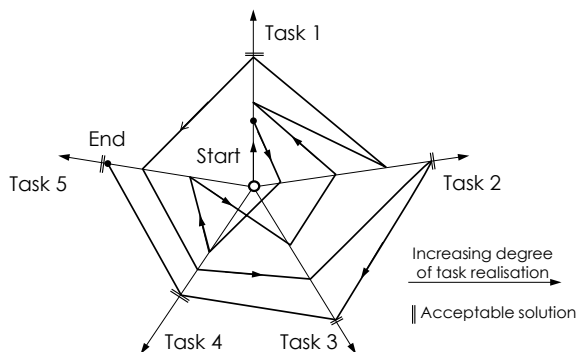 Task 1
End
Start
Task 5
Task 2
Increasing degree
of task realisation
Acceptable solution
Task 4
Task 3